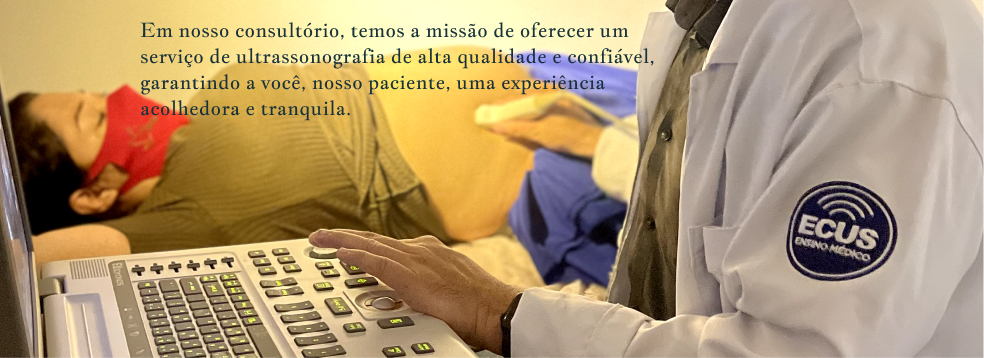 Em nosso consultório, temos a missão de oferecer um
serviço de ultrassonografia de alta qualidade e confiável,
garantindo a você, nosso paciente, uma experiência
acolhedora e tranquila.
ECUS
ENSINO MÉDICO